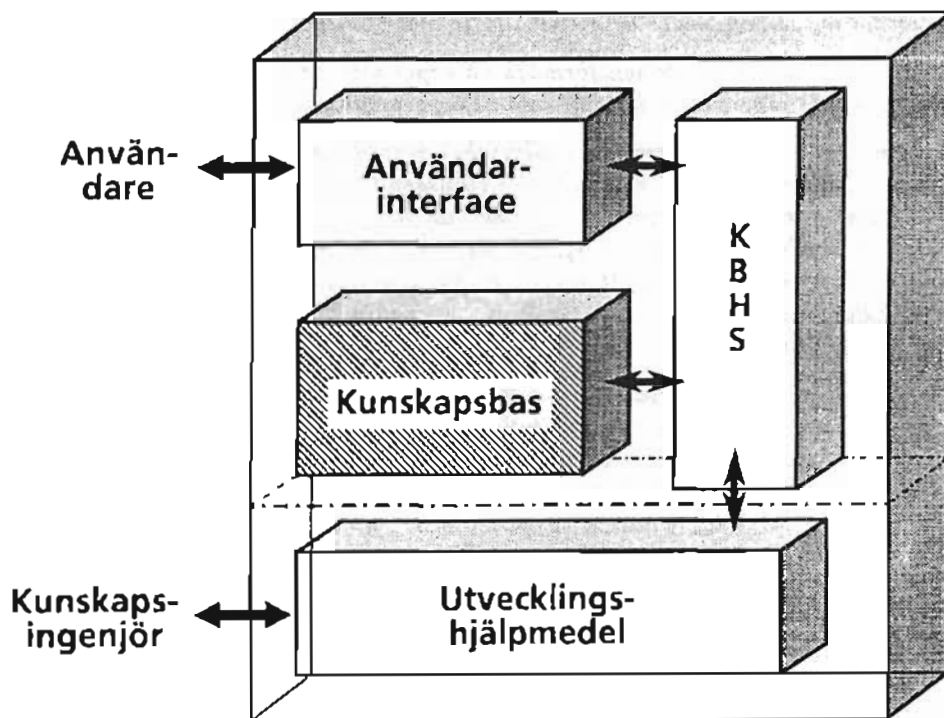 Använ-
dare
Användar-
interface
K
B
H
S
Kunskapsbas
Kunskaps-
ingenjör
Utvecklings-
hjälpmedel